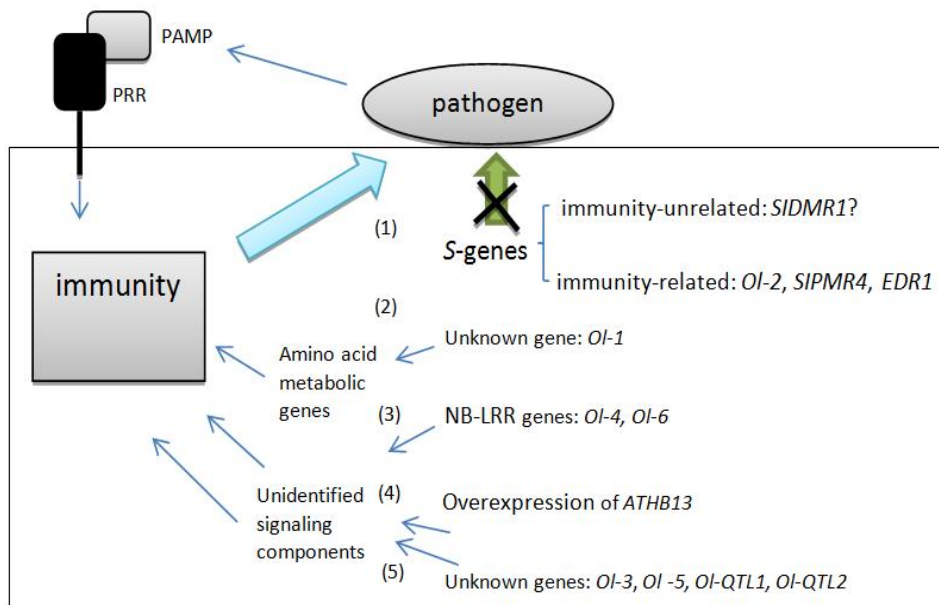 PAMP
PRR
pathogen
immunity
(1)
S-genes
immunity-unrelated: SlDMR1?
immunity-related: Ol-2, SlPMR4, EDR1
(2)
Unknown gene: Ol-1
Amino acid
metabolic
genes
(3)
NB-LRR genes: Ol-4, Ol-6
Unidentified
signaling
components
(4)
Overexpression of ATHB13
(5)
Unknown genes: Ol-3, Ol -5, Ol-QTL1, Ol-QTL2